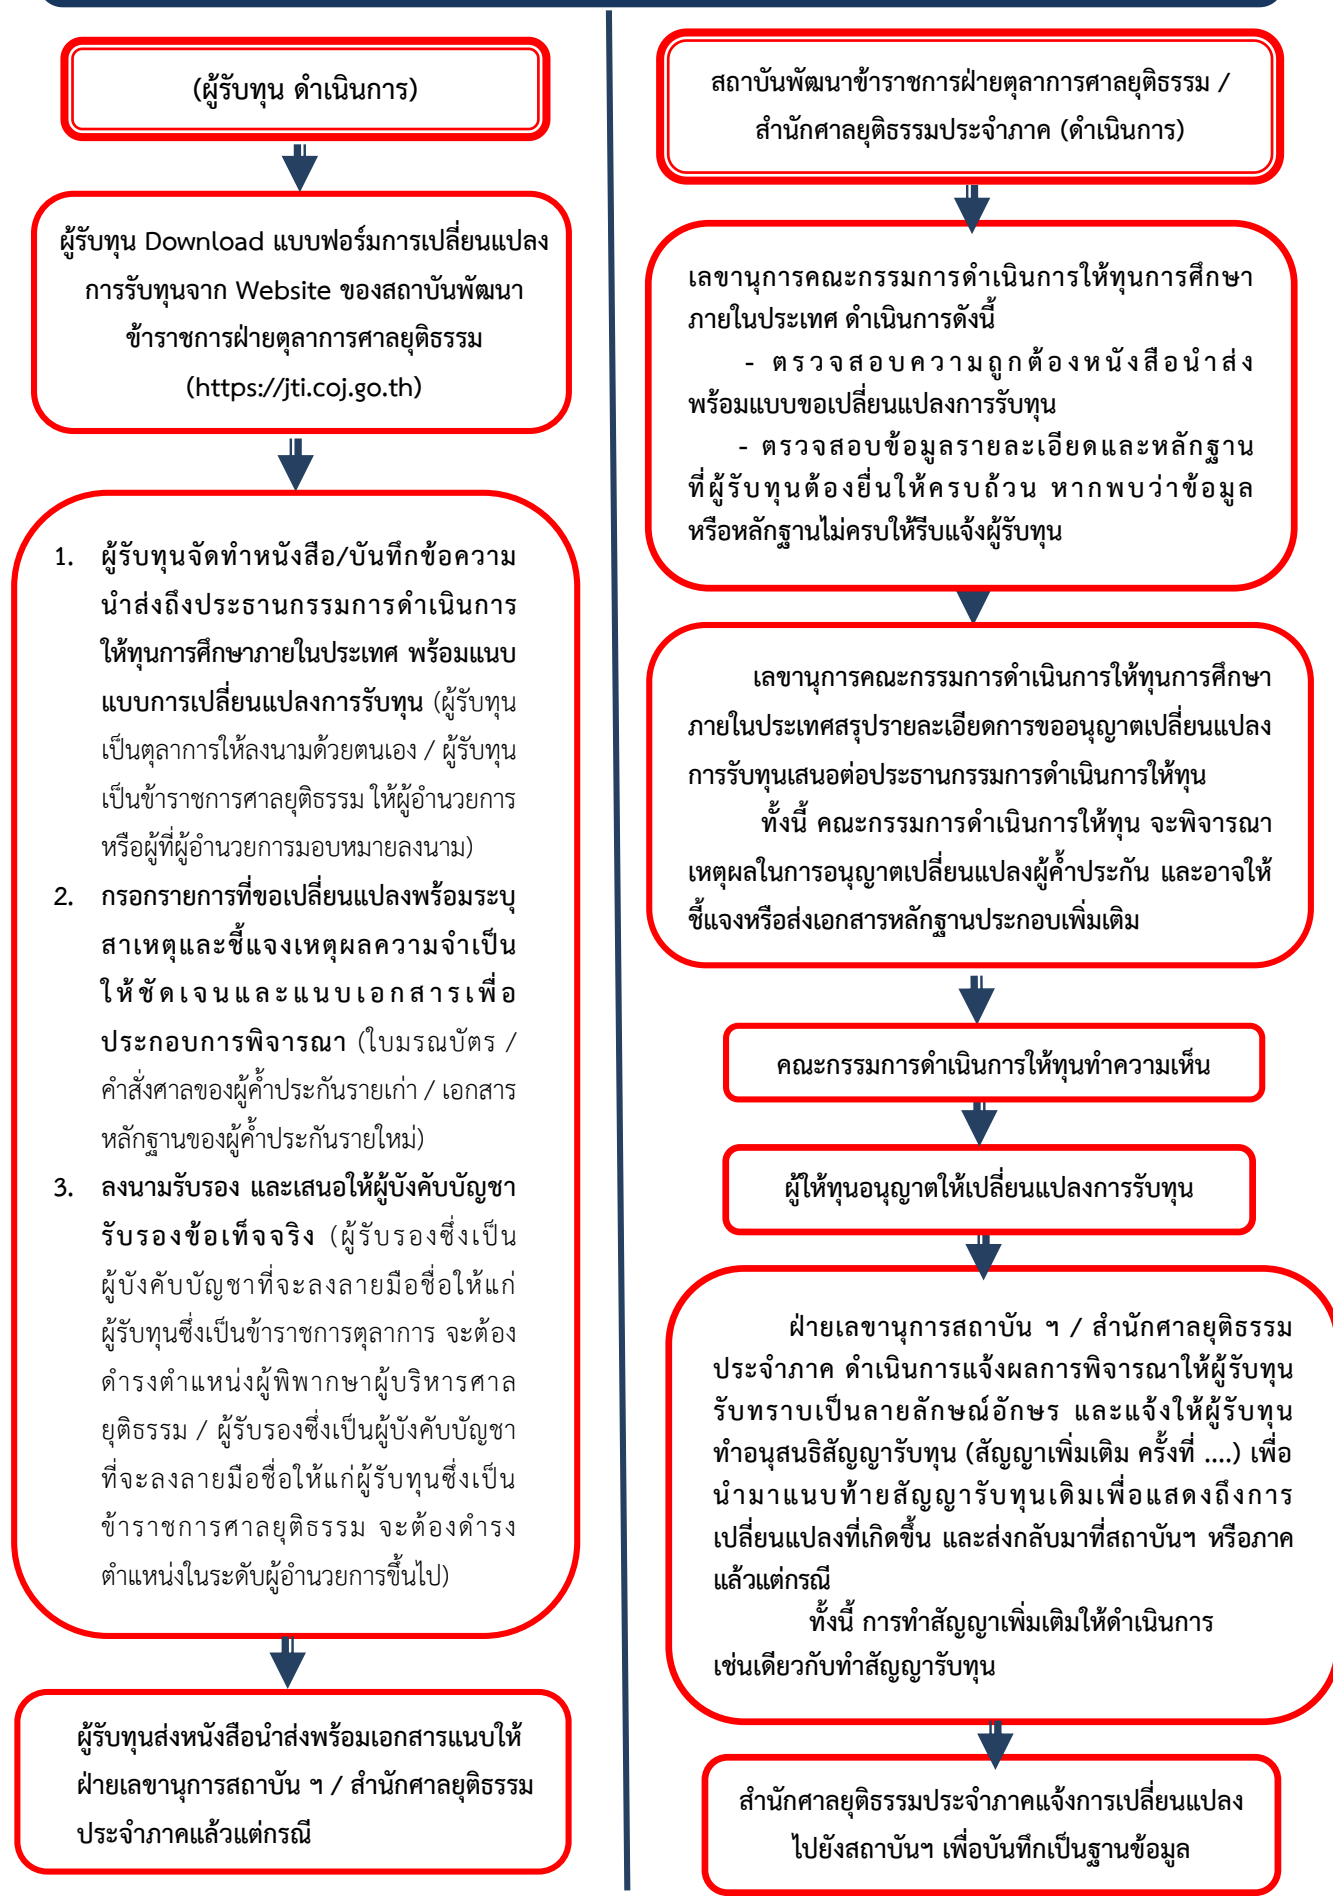 (ผู้รับทุน ดำเนินการ)
ผู้รับทุน Download แบบฟอร์มการเปลี่ยนแปลง
การรับทุนจาก Website ของสถาบันพัฒนา
ข้าราชการฝ่ายตุลาการศาลยุติธรรม
(https://jti.coj.go.th)
1. ผู้รับทุนจัดทำหนังสือ/บันทึกข้อความ
นำส่งถึงประธานกรรมการดำเนินการ
ให้ทุนการศึกษาภายในประเทศ พร้อมแนบ
แบบการเปลี่ยนแปลงการรับทุน (ผู้รับทุน
เป็นตุลาการให้ลงนามด้วยตนเอง / ผู้รับทุน
เป็นข้าราชการศาลยุติธรรม ให้ผู้อำนวยการ
หรือผู้ที่ผู้อำนวยการมอบหมายลงนาม)
2. กรอกรายการที่ขอเปลี่ยนแปลงพร้อมระบุ
สาเหตุและชี้แจงเหตุผลความจำเป็น
ให้ชัดเจนและแนบเอกสารเพื่อ
ประกอบการพิจารณา (ใบมรณบัตร /
คำสั่งศาลของผู้ค้ำประกันรายเก่า / เอกสาร
หลักฐานของผู้ค้ำประกันรายใหม่)
3. ลงนามรับรอง และเสนอให้ผู้บังคับบัญชา
รับรองข้อเท็จจริง (ผู้รับรองซึ่งเป็น
ผู้บังคับบัญชาที่จะลงลายมือชื่อให้แก่
ผู้รับทุนซึ่งเป็นข้าราชการตุลาการ จะต้อง
ดำรงตำแหน่งผู้พิพากษาผู้บริหารศาล
ยุติธรรม / ผู้รับรองซึ่งเป็นผู้บังคับบัญชา
ที่จะลงลายมือชื่อให้แก่ผู้รับทุนซึ่งเป็น
ข้าราชการศาลยุติธรรม จะต้องดำรง
ตำแหน่งในระดับผู้อำนวยการขึ้นไป)
ผู้รับทุนส่งหนังสือนำส่งพร้อมเอกสารแนบให้
ฝ่ายเลขานุการสถาบัน ฯ / สำนักศาลยุติธรรม
ประจำภาคแล้วแต่กรณี
สถาบันพัฒนาข้าราชการฝ่ายตุลาการศาลยุติธรรม /
สำนักศาลยุติธรรมประจำภาค (ดำเนินการ)
เลขานุการคณะกรรมการดำเนินการให้ทุนการศึกษา
ภายในประเทศ ดำเนินการดังนี้
- ตรวจสอบความถูกต้องหนังสือนำส่ง
พร้อมแบบขอเปลี่ยนแปลงการรับทุน
- ตรวจสอบข้อมูลรายละเอียดและหลักฐาน
ที่ผู้รับทุนต้องยื่นให้ครบถ้วน หากพบว่าข้อมูล
หรือหลักฐานไม่ครบให้รีบแจ้งผู้รับทุน
เลขานุการคณะกรรมการดำเนินการให้ทุนการศึกษา
ภายในประเทศสรุปรายละเอียดการขออนุญาตเปลี่ยนแปลง
การรับทุนเสนอต่อประธานกรรมการดำเนินการให้ทุน
ทั้งนี้ คณะกรรมการดำเนินการให้ทุน จะพิจารณา
เหตุผลในการอนุญาตเปลี่ยนแปลงผู้ค้ำประกัน และอาจให้
ชี้แจงหรือส่งเอกสารหลักฐานประกอบเพิ่มเติม
คณะกรรมการดำเนินการให้ทุนทำความเห็น
ผู้ให้ทุนอนุญาตให้เปลี่ยนแปลงการรับทุน
ฝ่ายเลขานุการสถาบัน ฯ / สำนักศาลยุติธรรม
ประจำภาค ดำเนินการแจ้งผลการพิจารณาให้ผู้รับทุน
รับทราบเป็นลายลักษณ์อักษร และแจ้งให้ผู้รับทุน
ทำอนุสนธิสัญญารับทุน (สัญญาเพิ่มเติม ครั้งที่ ....) เพื่อ
นำมาแนบท้ายสัญญารับทุนเดิมเพื่อแสดงถึงการ
เปลี่ยนแปลงที่เกิดขึ้น และส่งกลับมาที่สถาบันฯ หรือภาค
แล้วแต่กรณี
ทั้งนี้ การทำสัญญาเพิ่มเติมให้ดำเนินการ
เช่นเดียวกับทำสัญญารับทุน
สำนักศาลยุติธรรมประจำภาคแจ้งการเปลี่ยนแปลง
ไปยังสถาบันฯ เพื่อบันทึกเป็นฐานข้อมูล